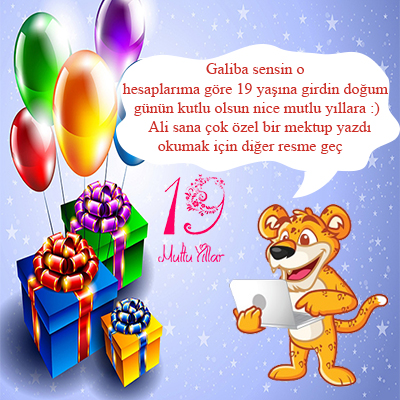 Galiba sensin o
hesaplarıma göre 19 yaşına girdin doğum
günün kutlu olsun nice mutlu yıllara :)
Ali sana çok özel bir mektup yazdı
okumak için diğer resme geç
19
Mutlu Yıllar